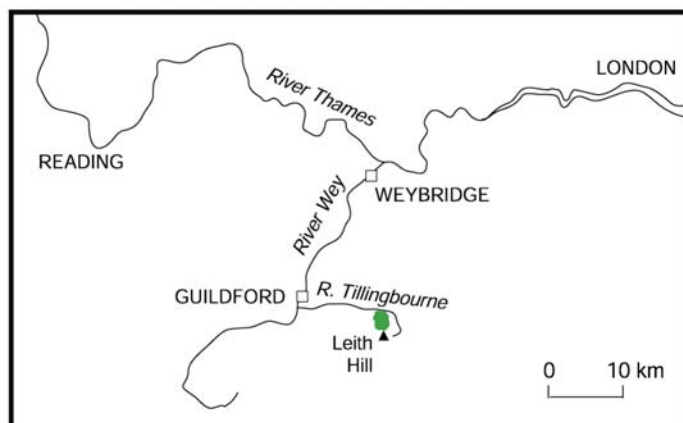 LONDON
River Thames
READING
WEYBRIDGE
River Wey
GUILDFORD
R. Tillingbourne
Leith
Hill
0 10 km